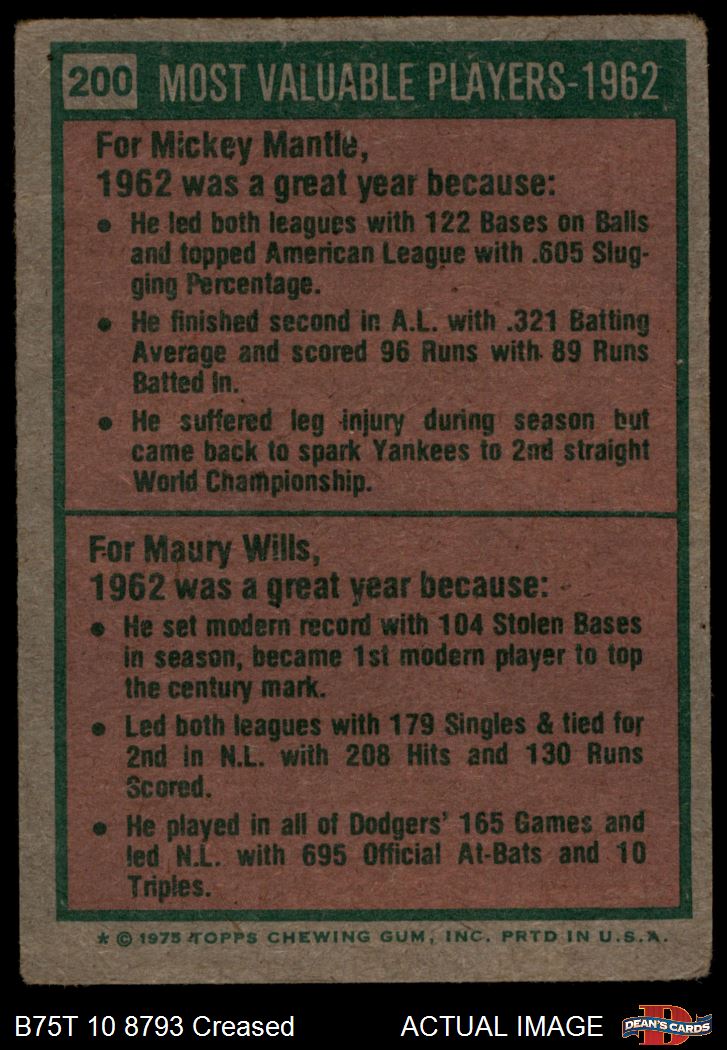 200 MOST VALUABLE PLAYERS-1962
For Mickey Mantle,
1962 was a great year because:
• He led both leagues with 122 Bases on Balls
and topped American League with .605 Slug-
ging Percentage.
• He finished second in A.L. with .321 Batting
Average and scored 96 Runs with 89 Runs
Batted In.
• He suffered leg injury during season but
came back to spark Yankees to 2nd straight
World Championship.
For Maury Wills,
1962 was a great year because:
• He set modern record with 104 Stolen Bases
in season, became 1st modern player to top
the century mark.
• Led both leagues with 179 Singles & tied for
2nd in N.L. with 208 Hits and 130 Runs
Scored.
• He played in all of Dodgers' 165 Games and
led N.L. with 695 Official At-Bats and 10
Triples.
* © 1975 TOPPS CHEWING GUM, INC. PRTD IN U.S.A.
B75T 10 8793 Creased ACTUAL IMAGE D DEAN'S CARDS